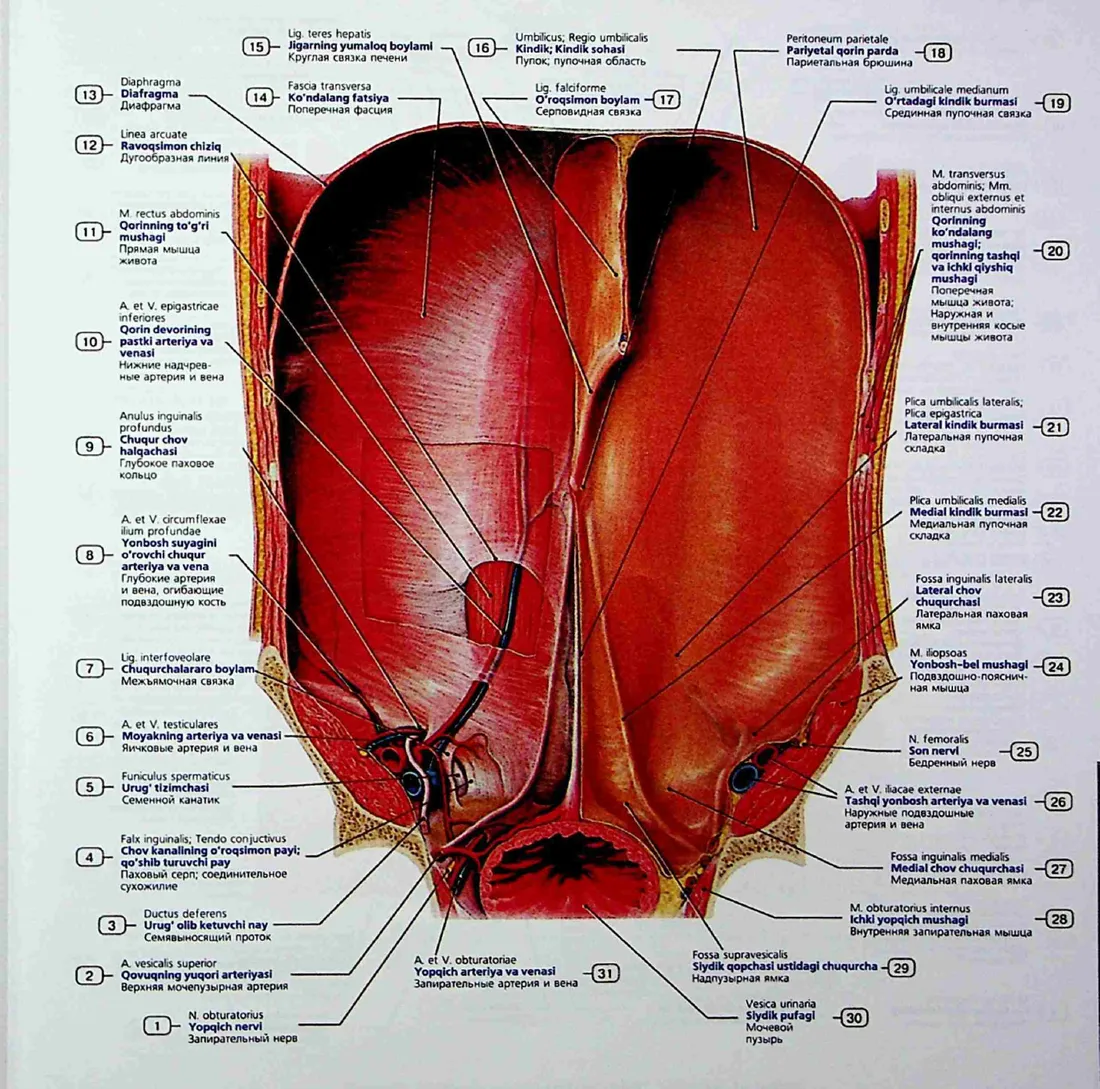 15
Lig. teres hepatis
Jigarning yumaloq boylami
Круглая связка печени
16
Umbilicus; Regio umbilicalis
Kindik; Kindik sohasi
Пупок; пупочная область
Peritoneum parietale
Pariyetal qorin parda
Париетальная брюшина
18
13
Diaphragma
Diafragma
Диафрагма
14
Fascia transversa
Ko'ndalang fatsiya
Поперечная фасция
Lig. falciforme
O'roqsimon boylam
Серповидная связка
17
Lig. umbilicale medianum
O'rtadagi kindik burmasi
Срединная пупочная связка
19
12
Linea arcuate
Ravoqsimon chiziq
Дугообразная линия
11
M. rectus abdominis
Qorinning to'g'ri
mushagi
Прямая мышца
живота
M. transversus
abdominis; Mm.
obliqui externus et
internus abdominis
Qorinning
ko'ndalang
mushagi;
qorinning tashqi
va ichki qiyshiq
mushagi
Поперечная
мышца живота;
Наружная и
внутренняя косые
мышцы живота
20
10
A. et V. epigastricae
inferiores
Qorin devorining
pastki arteriya va
venasi
Нижние надчрев-
ные артерия и вена
9
Anulus inguinalis
profundus
Chuqur chov
halqachasi
Глубокое паховое
кольцо
Plica umbilicalis lateralis;
Plica epigastrica
Lateral kindik burmasi
Латеральная пупочная
складка
21
8
A. et V. circumflexae
ilium profundae
Yonbosh suyagini
o'rovchi chuqur
arteriya va vena
Глубокие артерия
и вена, огибающие
подвздошную кость
Plica umbilicalis medialis
Medial kindik burmasi
Медиальная пупочная
складка
22
Fossa inguinalis lateralis
Lateral chov
chuqurchasi
Латеральная паховая
ямка
23
7
Lig. interfoveolare
Chuqurchalararo boylam
Межъямочная связка
M. iliopsoas
Yonbosh-bel mushagi
Подвздошно-пояснич-
ная мышца
24
6
A. et V. testiculares
Moyakning arteriya va venasi
Яичковые артерия и вена
N. femoralis
Son nervi
Бедренный нерв
25
5
Funiculus spermaticus
Urug' tizimchasi
Семенной канатик
A. et V. iliacae externae
Tashqi yonbosh arteriya va venasi
Наружные подвздошные
артерия и вена
26
4
Falx inguinalis; Tendo conjuctivus
Chov kanalining o'roqsimon payi;
qo'shib turuvchi pay
Паховый серп; соединительное
сухожилие
Fossa inguinalis medialis
Medial chov chuqurchasi
Медиальная паховая ямка
27
3
Ductus deferens
Urug' olib ketuvchi nay
Семявыносящий проток
M. obturatorius internus
Ichki yopqich mushagi
Внутренняя запирательная мышца
28
2
A. vesicalis superior
Qovuqning yuqori arteriyasi
Верхняя мочепузырная артерия
A. et V. obturatoriae
Yopqich arteriya va venasi
Запирательные артерия и вена
31
Fossa supravesicalis
Siydik qopchasi ustidagi chuqurcha
Надпузырная ямка
29
1
N. obturatorius
Yopqich nervi
Запирательный нерв
Vesica urinaria
Siydik pufagi
Мочевой
пузырь
30